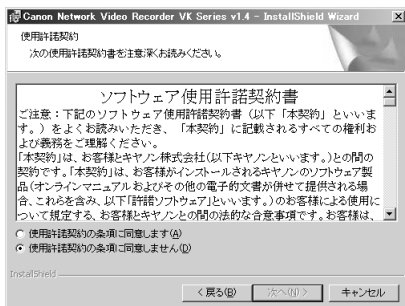 Canon Network Video Recorder VK Series v1.4 - InstallShield Wizard
使用許諾契約
次の使用許諾契約書を注意深くお読みください。
ソフトウェア使用許諾契約書
ご注意：下記のソフトウェア使用許諾契約書（以下「本契約」といいま
す。）をよくお読みいただき、「本契約」に記載されるすべての権利お
よび義務をご理解ください。
「本契約」は、お客様とキヤノン株式会社(以下キヤノンといいます。)との間の
契約です。「本契約」は、お客様がインストールされるキヤノンのソフトウェア製
品(オンラインマニュアルおよびその他の電子的文書が併せて提供される場
合、これらを含み、以下「許諾ソフトウェア」といいます。)のお客様による使用に
ついて規定する、お客様とキヤノンとの間の法的な合意事項です。お客様は、
使用許諾契約の条項に同意します(A)
使用許諾契約の条項に同意しません(D)
InstallShield
< 戻る(B)
次へ(N) >
キャンセル